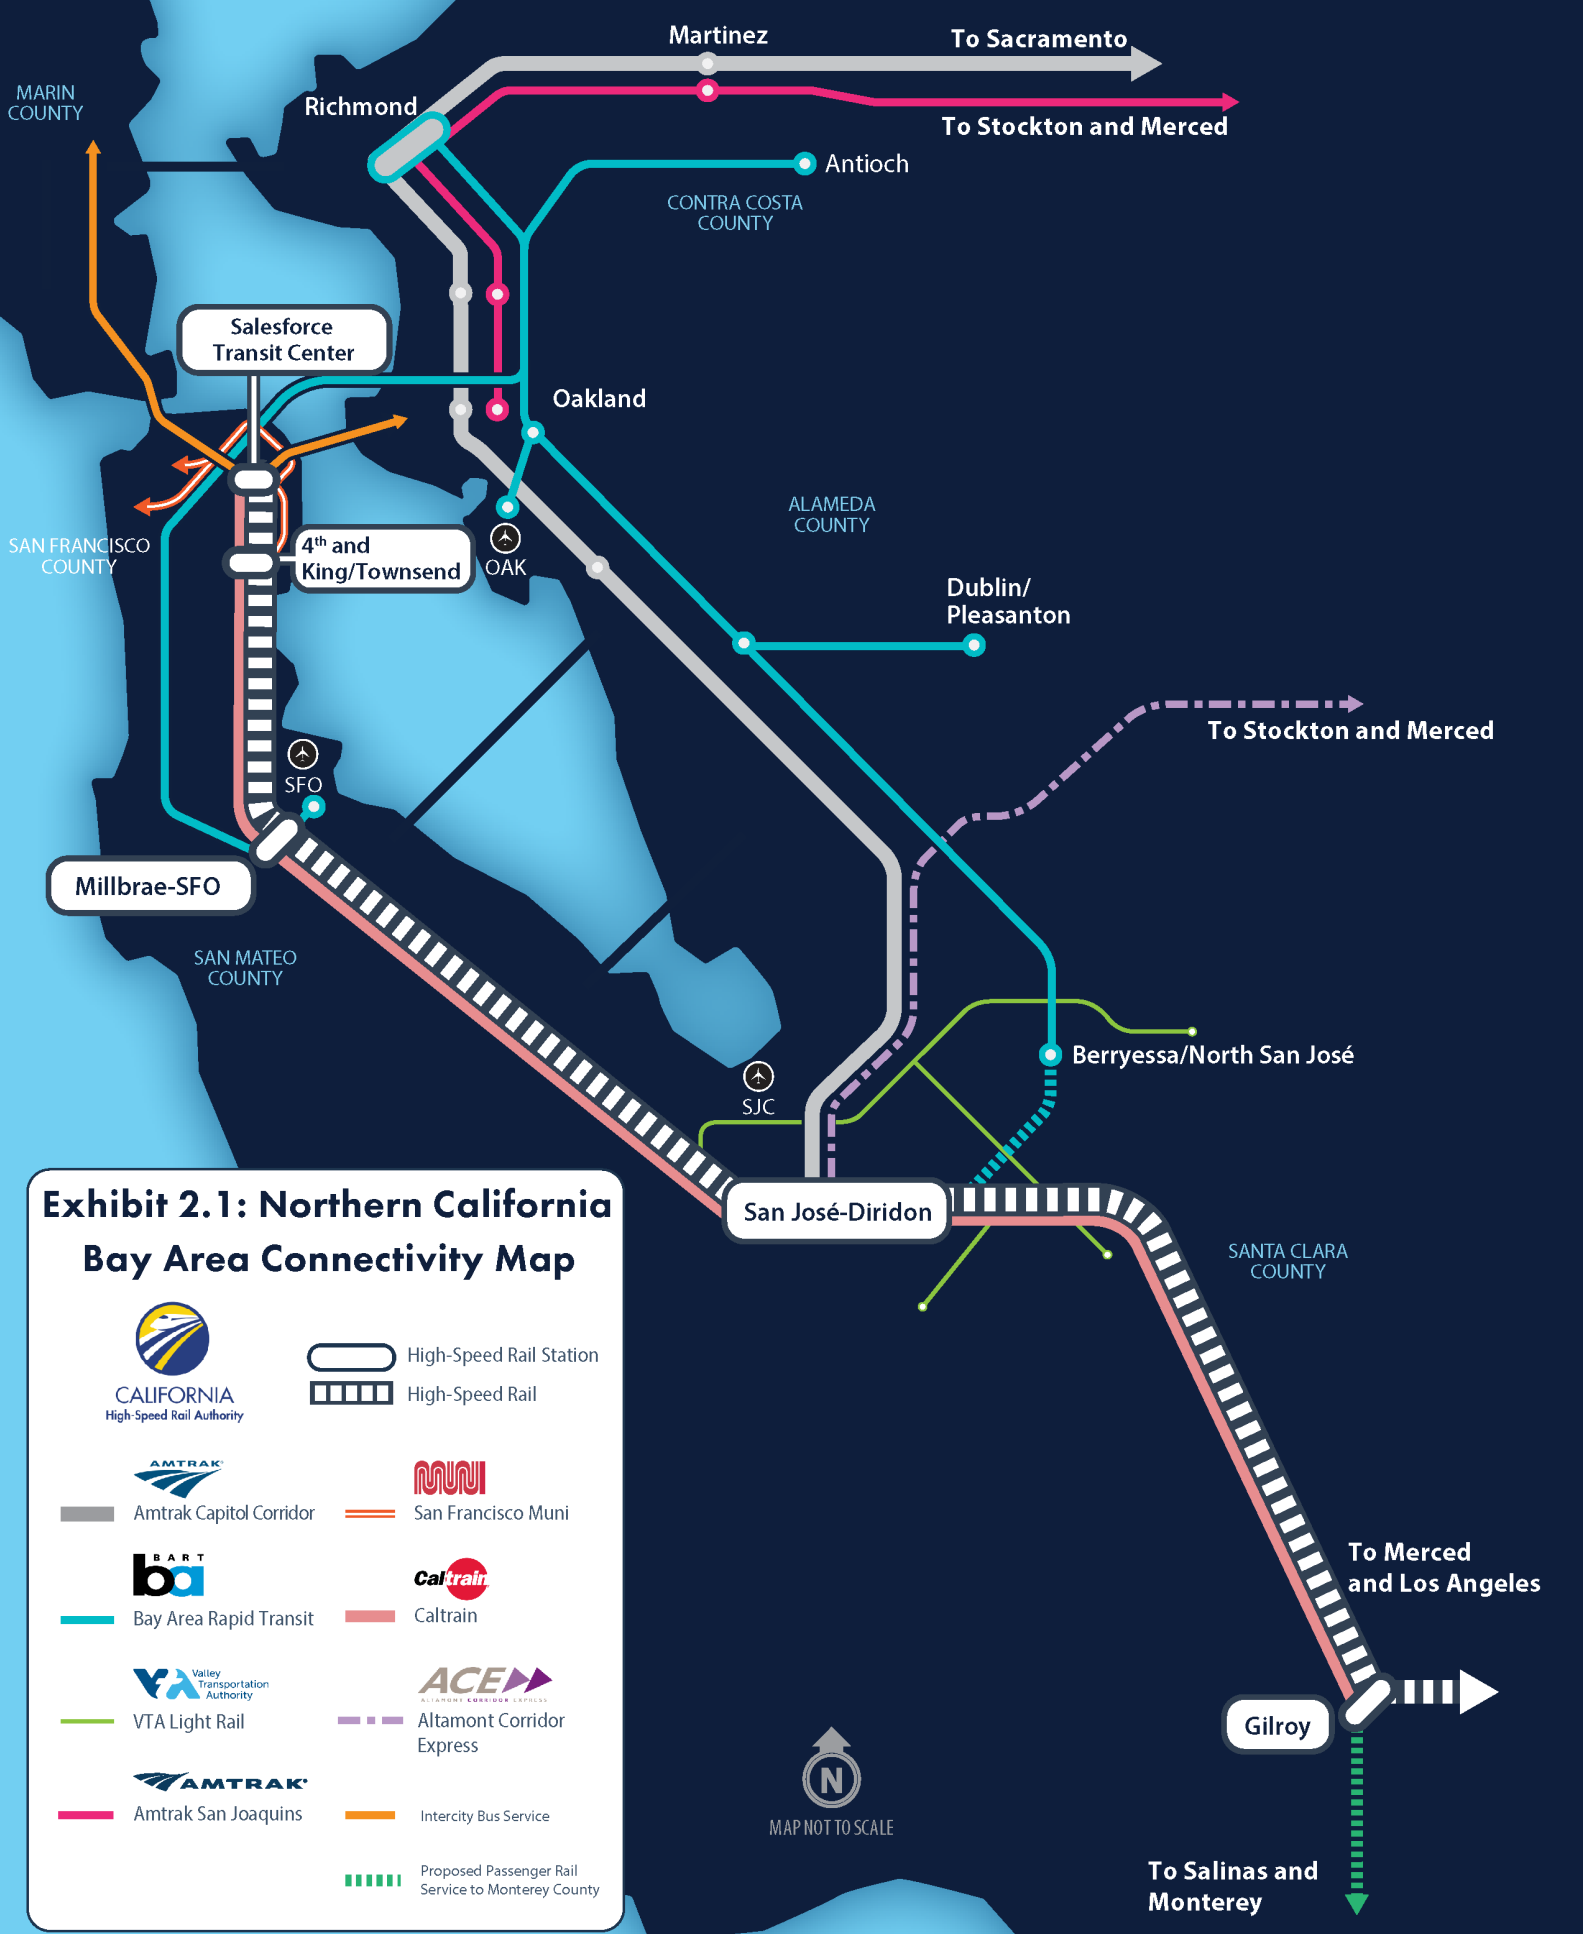 Martinez
To Sacramento
MARIN
COUNTY
Richmond
To Stockton and Merced
Antioch
CONTRA COSTA
COUNTY
Salesforce
Transit Center
Oakland
ALAMEDA
COUNTY
SAN FRANCISCO
COUNTY
4th and
King/Townsend
OAK
Dublin/
Pleasanton
To Stockton and Merced
SFO
Millbrae-SFO
SAN MATEO
COUNTY
Berryessa/North San José
SJC
San José-Diridon
SANTA CLARA
COUNTY
Exhibit 2.1: Northern California
Bay Area Connectivity Map
CALIFORNIA
High-Speed Rail Authority
High-Speed Rail Station
High-Speed Rail
AMTRAK
Amtrak Capitol Corridor
MUNI
San Francisco Muni
BART
ba
Bay Area Rapid Transit
Caltrain
Caltrain
VTA
Valley
Transportation
Authority
VTA Light Rail
ACE
ALTAMONT CORRIDOR EXPRESS
Altamont Corridor
Express
AMTRAK
Amtrak San Joaquins
Intercity Bus Service
Proposed Passenger Rail
Service to Monterey County
To Merced
and Los Angeles
Gilroy
N
MAP NOT TO SCALE
To Salinas and
Monterey